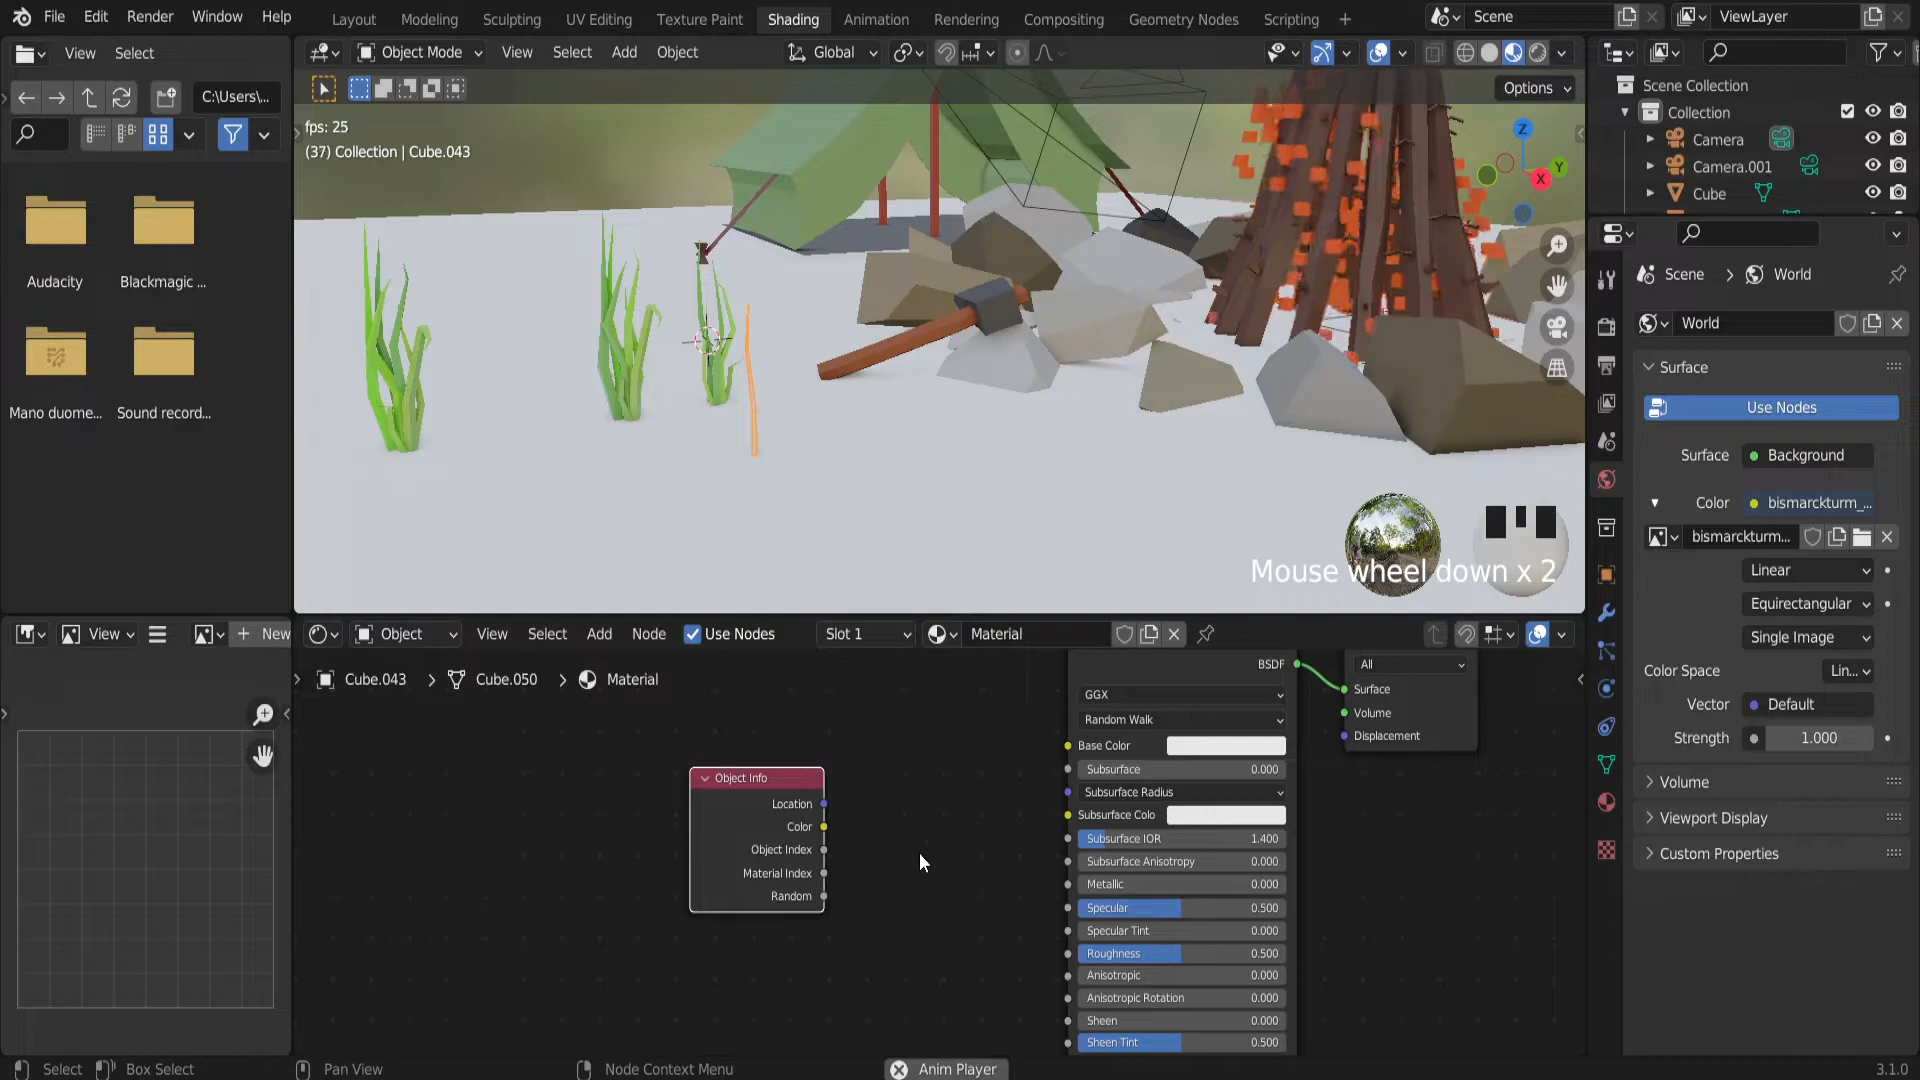 File Edit Render Window Help
Layout Modeling Sculpting UV Editing Texture Paint Shading Animation Rendering Compositing Geometry Nodes Scripting +
Scene
ViewLayer
View Select
Object Mode View Select Add Object
Global
C:\Users\...
Options
Scene Collection
Collection
Camera
Camera.001
Cube
fps: 25
(37) Collection | Cube.043
Z
Y
X
Audacity
Blackmagic ...
Mano duome...
Sound record...
Mouse wheel down x 2
Scene > World
World
Surface
Use Nodes
Surface Background
Color bismarckturm_...
bismarckturm...
Linear
Equirectangular
Single Image
Color Space Lin...
Vector Default
Strength 1.000
Volume
Viewport Display
Custom Properties
View
+ New
Object View Select Add Node Use Nodes Slot 1 Material
Cube.043 > Cube.050 > Material
Object Info
Location
Color
Object Index
Material Index
Random
BSDF
GGX
Random Walk
Base Color
Subsurface 0.000
Subsurface Radius
Subsurface Colo
Subsurface IOR 1.400
Subsurface Anisotropy 0.000
Metallic 0.000
Specular 0.500
Specular Tint 0.000
Roughness 0.500
Anisotropic 0.000
Anisotropic Rotation 0.000
Sheen 0.000
Sheen Tint 0.500
All
Surface
Volume
Displacement
Select Box Select Pan View Node Context Menu Anim Player 3.1.0